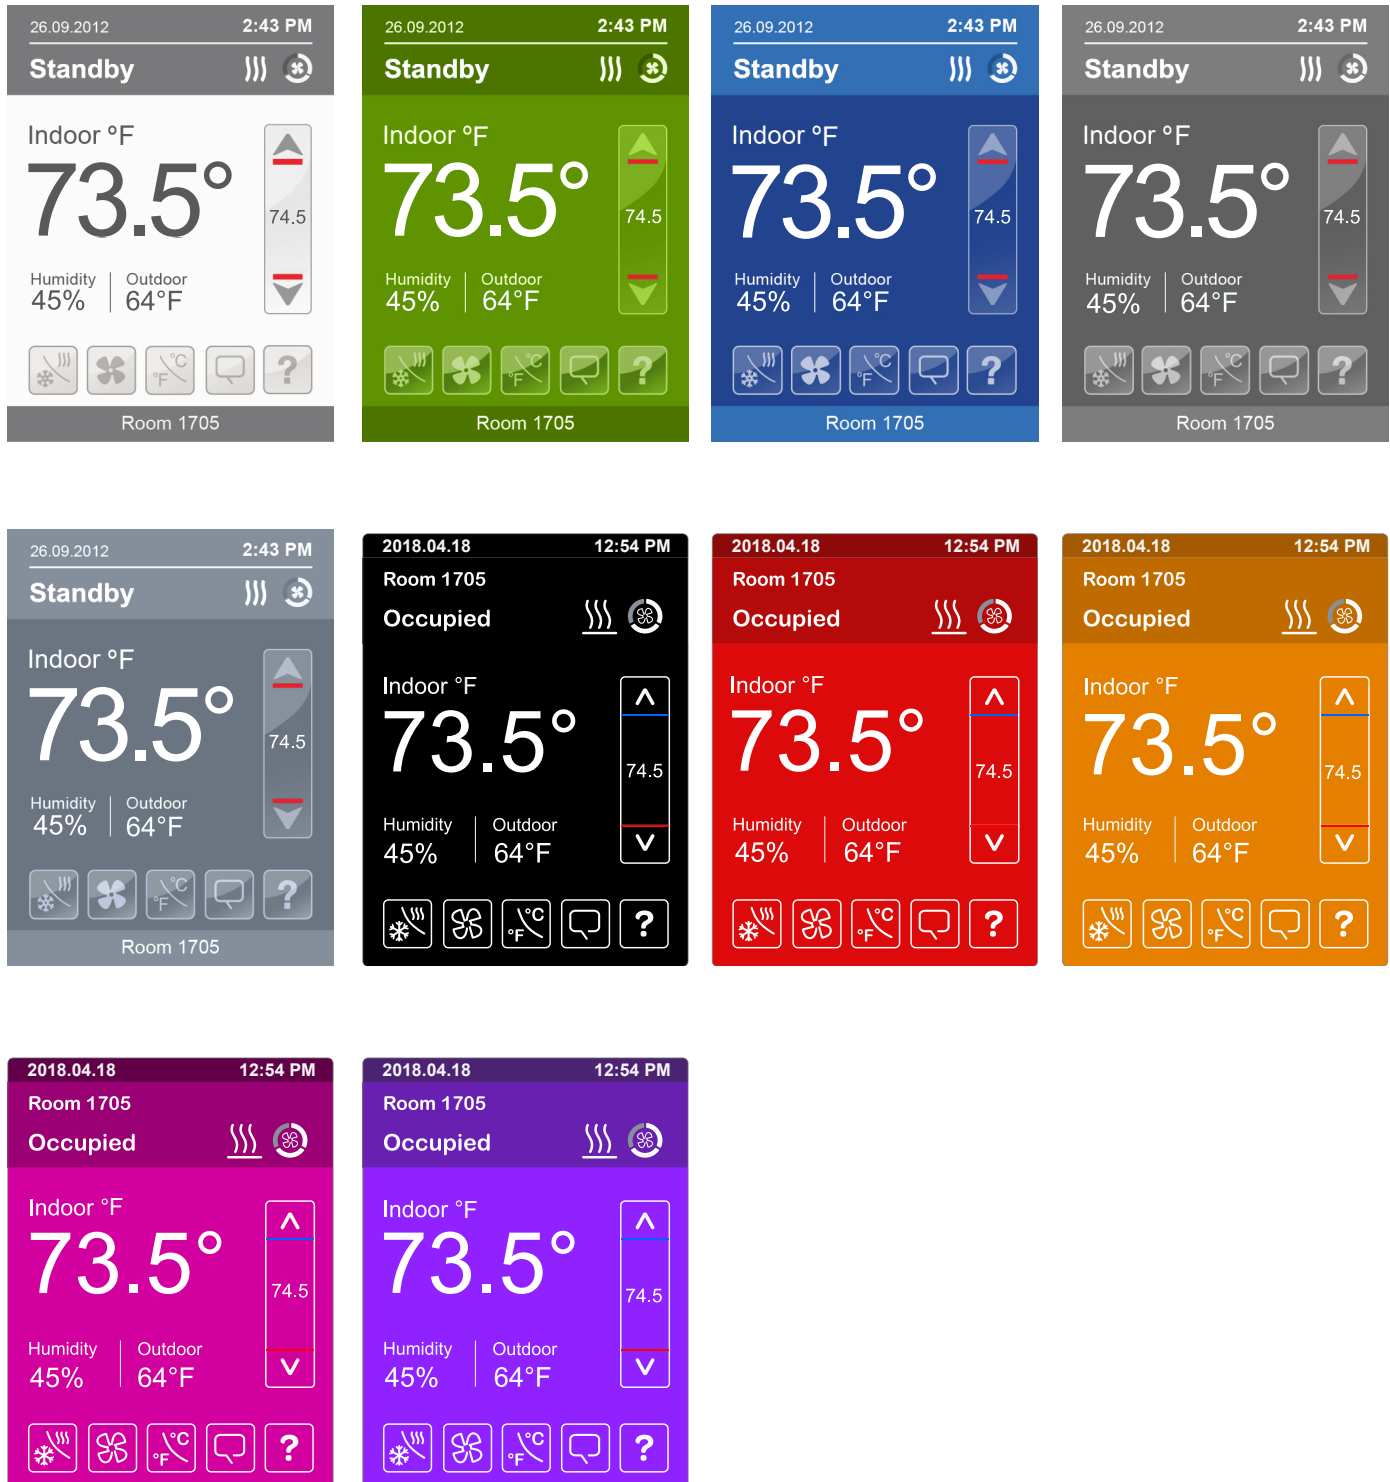 26.09.2012 2:43 PM
Standby
Indoor °F
73.5°
74.5
Humidity Outdoor
45% 64°F
°C
°F
?
Room 1705
26.09.2012 2:43 PM
Standby
Indoor °F
73.5°
74.5
Humidity Outdoor
45% 64°F
°C
°F
?
Room 1705
26.09.2012 2:43 PM
Standby
Indoor °F
73.5°
74.5
Humidity Outdoor
45% 64°F
°C
°F
?
Room 1705
26.09.2012 2:43 PM
Standby
Indoor °F
73.5°
74.5
Humidity Outdoor
45% 64°F
°C
°F
?
Room 1705
26.09.2012 2:43 PM
Standby
Indoor °F
73.5°
74.5
Humidity Outdoor
45% 64°F
°C
°F
?
Room 1705
2018.04.18 12:54 PM
Room 1705
Occupied
Indoor °F
73.5°
74.5
Humidity Outdoor
45% 64°F
°C
°F
?
2018.04.18 12:54 PM
Room 1705
Occupied
Indoor °F
73.5°
74.5
Humidity Outdoor
45% 64°F
°C
°F
?
2018.04.18 12:54 PM
Room 1705
Occupied
Indoor °F
73.5°
74.5
Humidity Outdoor
45% 64°F
°C
°F
?
2018.04.18 12:54 PM
Room 1705
Occupied
Indoor °F
73.5°
74.5
Humidity Outdoor
45% 64°F
°C
°F
?
2018.04.18 12:54 PM
Room 1705
Occupied
Indoor °F
73.5°
74.5
Humidity Outdoor
45% 64°F
°C
°F
?